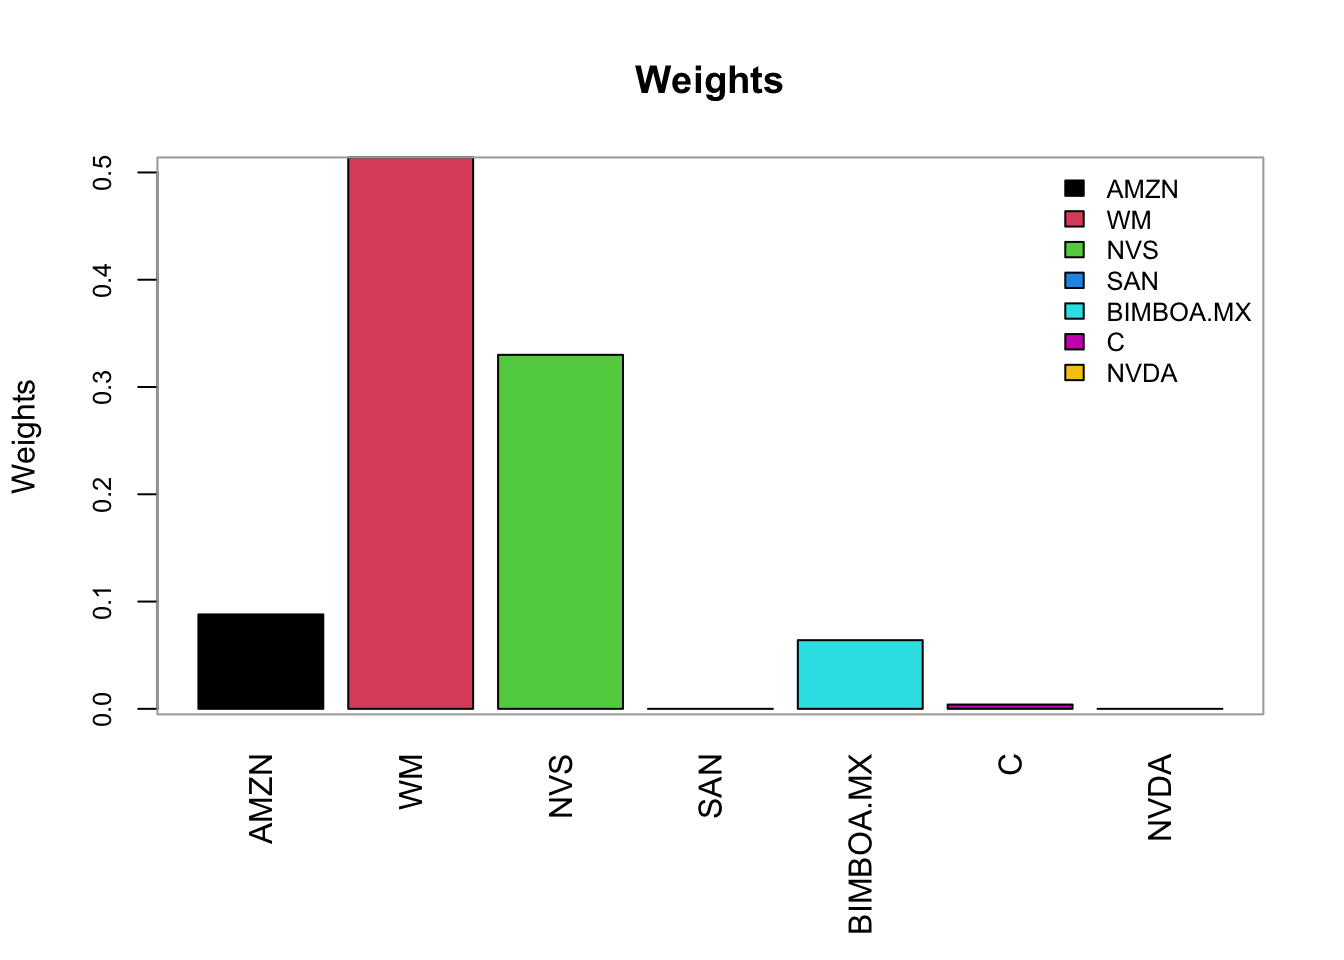 Weights
Weights
0.5
0.4
0.3
0.2
0.1
0.0
AMZN
WM
NVS
SAN
BIMBOA.MX
C
NVDA
AMZN
WM
NVS
SAN
BIMBOA.MX
C
NVDA